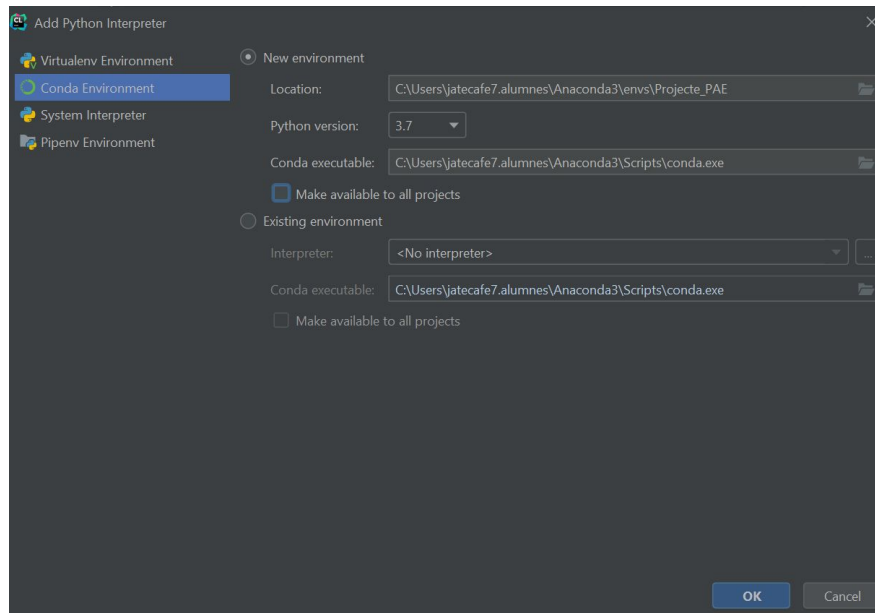 CL Add Python Interpreter
Virtualenv Environment
Conda Environment
System Interpreter
Pipenv Environment
New environment
Location: C:\Users\jatecafe7.alumnes\Anaconda3\envs\Projecte_PAE
Python version: 3.7
Conda executable: C:\Users\jatecafe7.alumnes\Anaconda3\Scripts\conda.exe
Make available to all projects
Existing environment
Interpreter: <No interpreter> ...
Conda executable: C:\Users\jatecafe7.alumnes\Anaconda3\Scripts\conda.exe
Make available to all projects
OK Cancel